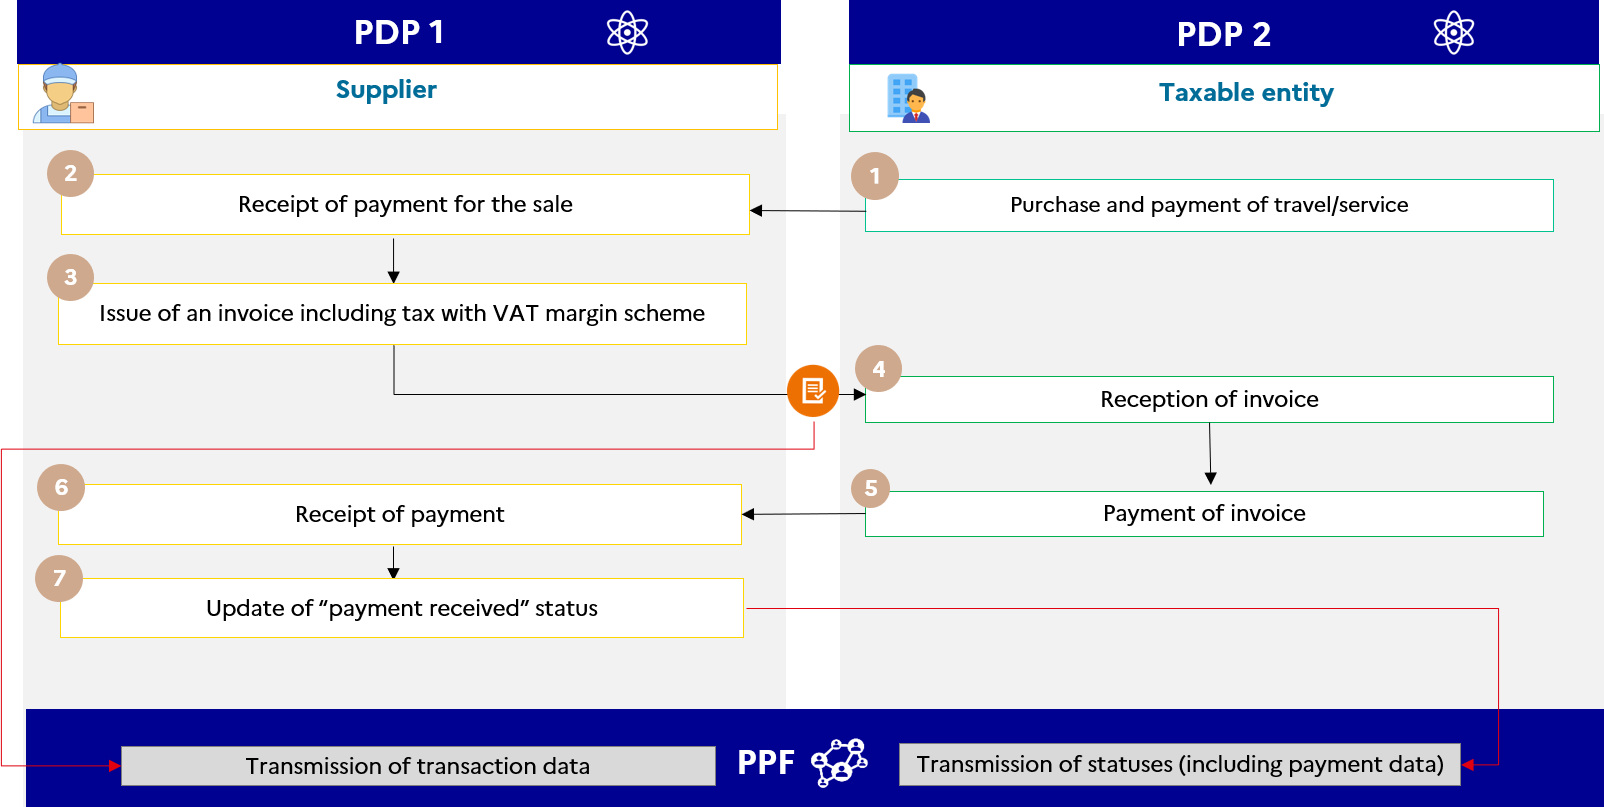 PDP 1
PDP 2
Supplier
Taxable entity
2
Receipt of payment for the sale
1
Purchase and payment of travel/service
3
Issue of an invoice including tax with VAT margin scheme
4
Reception of invoice
6
Receipt of payment
5
Payment of invoice
7
Update of “payment received” status
Transmission of transaction data
PPF
Transmission of statuses (including payment data)